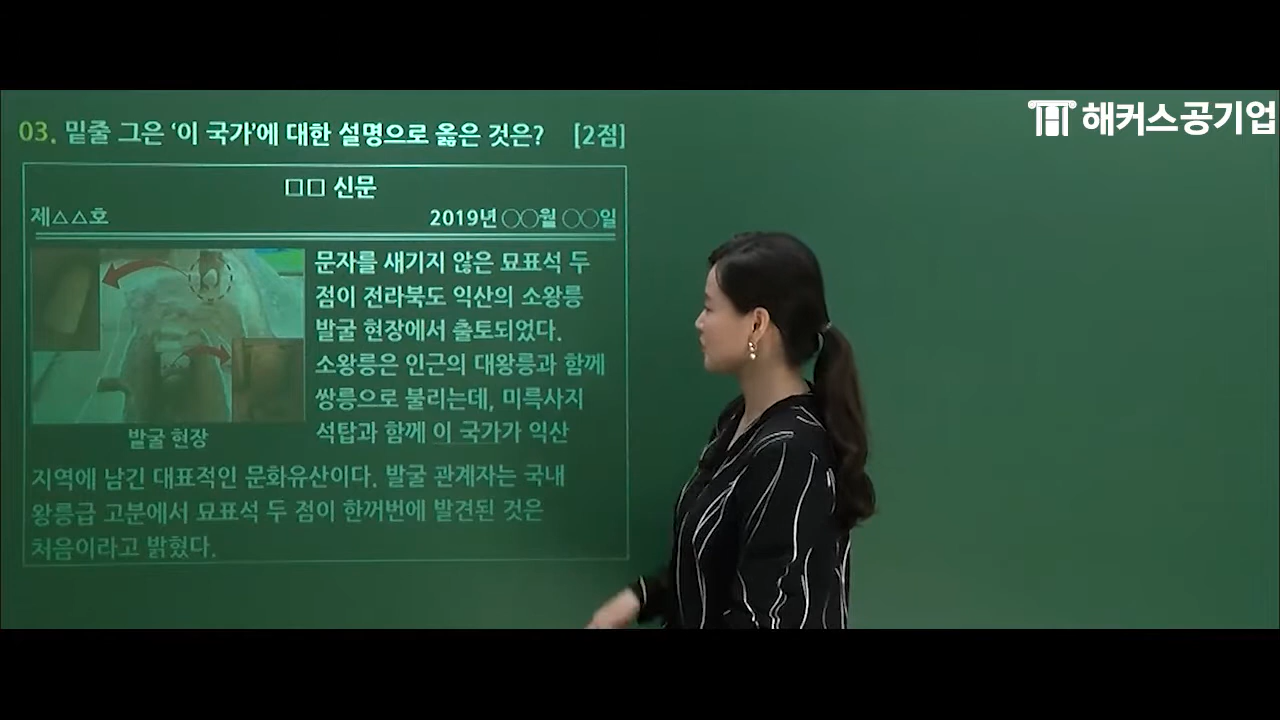 해커스공기업
03. 밑줄 그은 '이 국가'에 대한 설명으로 옳은 것은? [2점]
□□ 신문
제△△호 2019년 ○○월 ○○일
문자를 새기지 않은 묘표석 두
점이 전라북도 익산의 소왕릉
발굴 현장에서 출토되었다.
소왕릉은 인근의 대왕릉과 함께
쌍릉으로 불리는데, 미륵사지
석탑과 함께 이 국가가 익산
발굴 현장
지역에 남긴 대표적인 문화유산이다. 발굴 관계자는 국내
왕릉급 고분에서 묘표석 두 점이 한꺼번에 발견된 것은
처음이라고 밝혔다.